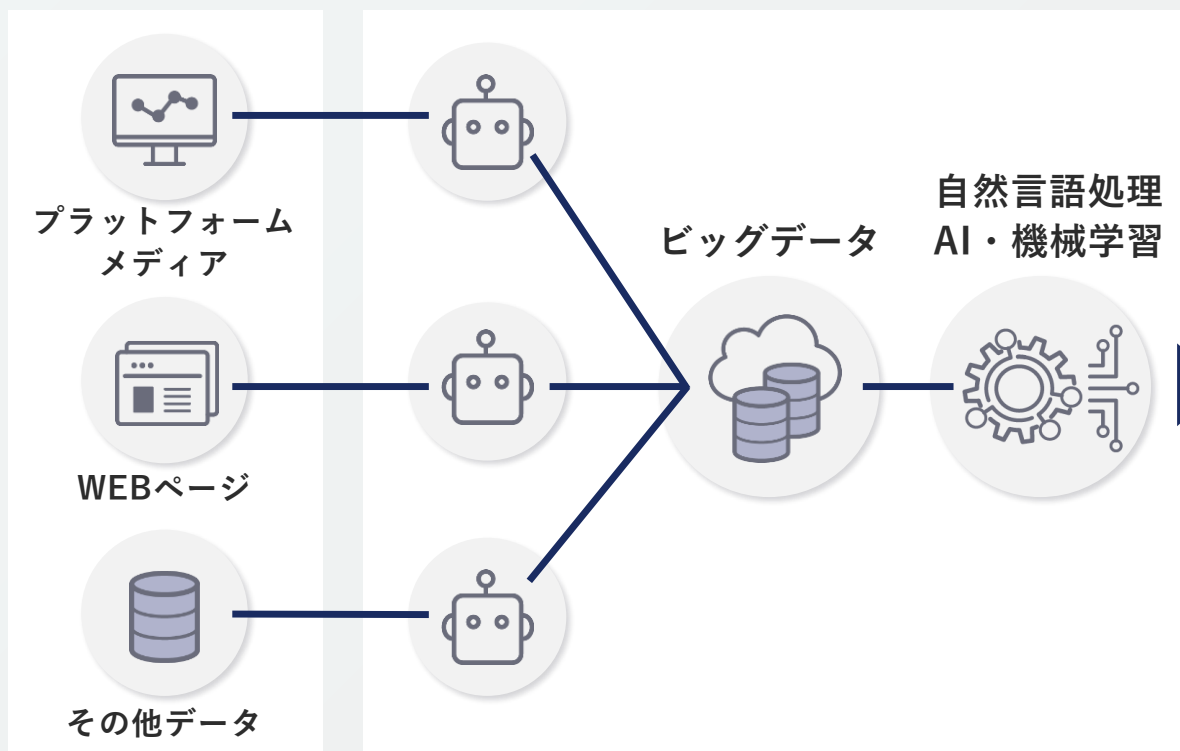 プラットフォーム
メディア
WEBページ
その他データ
ビッグデータ
自然言語処理
AI・機械学習